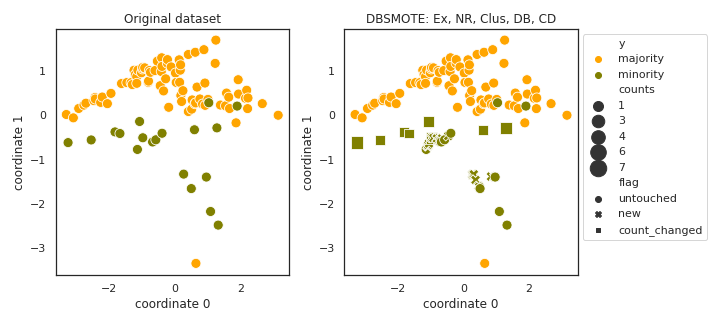 Original dataset
DBSMOTE: Ex, NR, Clus, DB, CD
coordinate 1
1
0
−1
−2
−3
−2
0
2
coordinate 0
coordinate 1
1
0
−1
−2
−3
−2
0
2
coordinate 0
y
majority
minority
counts
1
3
4
6
7
flag
untouched
new
count_changed